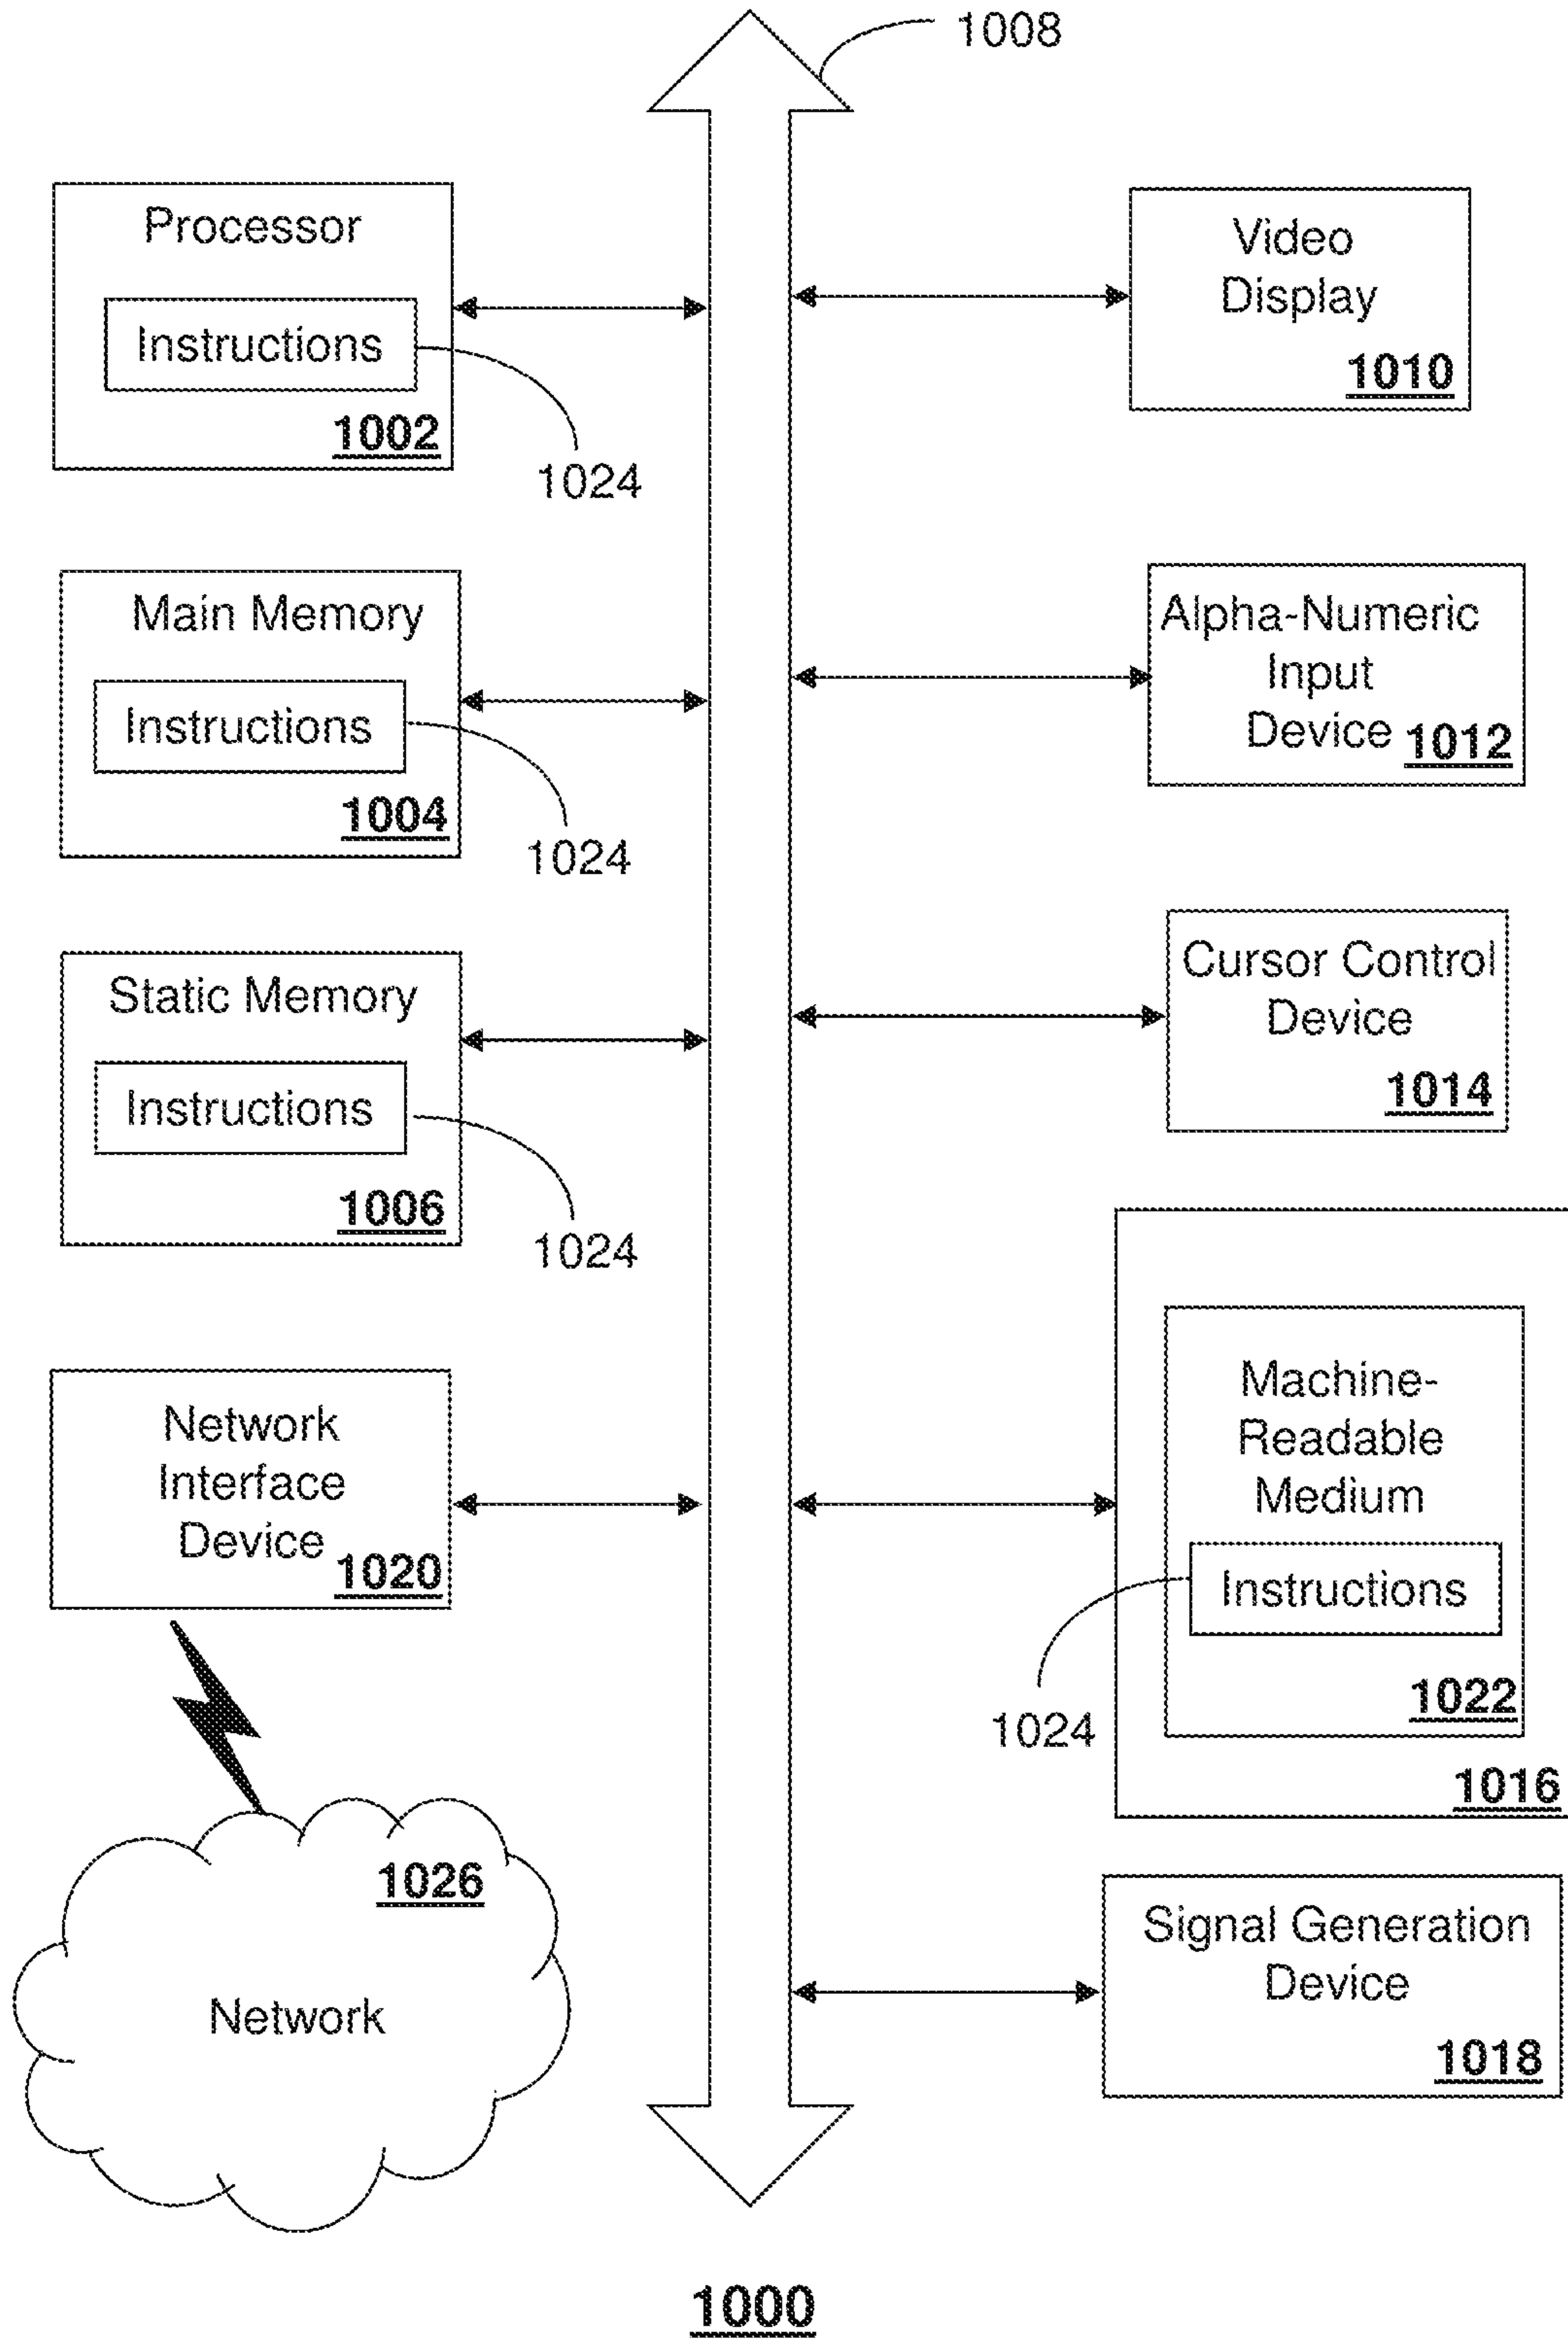 1008
Processor
Instructions
1002
1024
Main Memory
Instructions
1004
1024
Static Memory
Instructions
1006
1024
Network
Interface
Device
1020
1026
Network
Video
Display
1010
Alpha-Numeric
Input
Device
1012
Cursor Control
Device
1014
Machine-
Readable
Medium
Instructions
1024
1022
1016
Signal Generation
Device
1018
1000